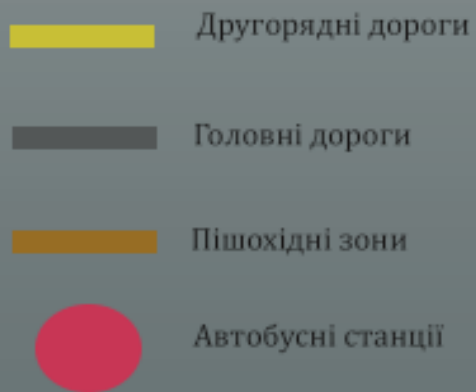 Другорядні дороги
Головні дороги
Пішохідні зони
Автобусні станції